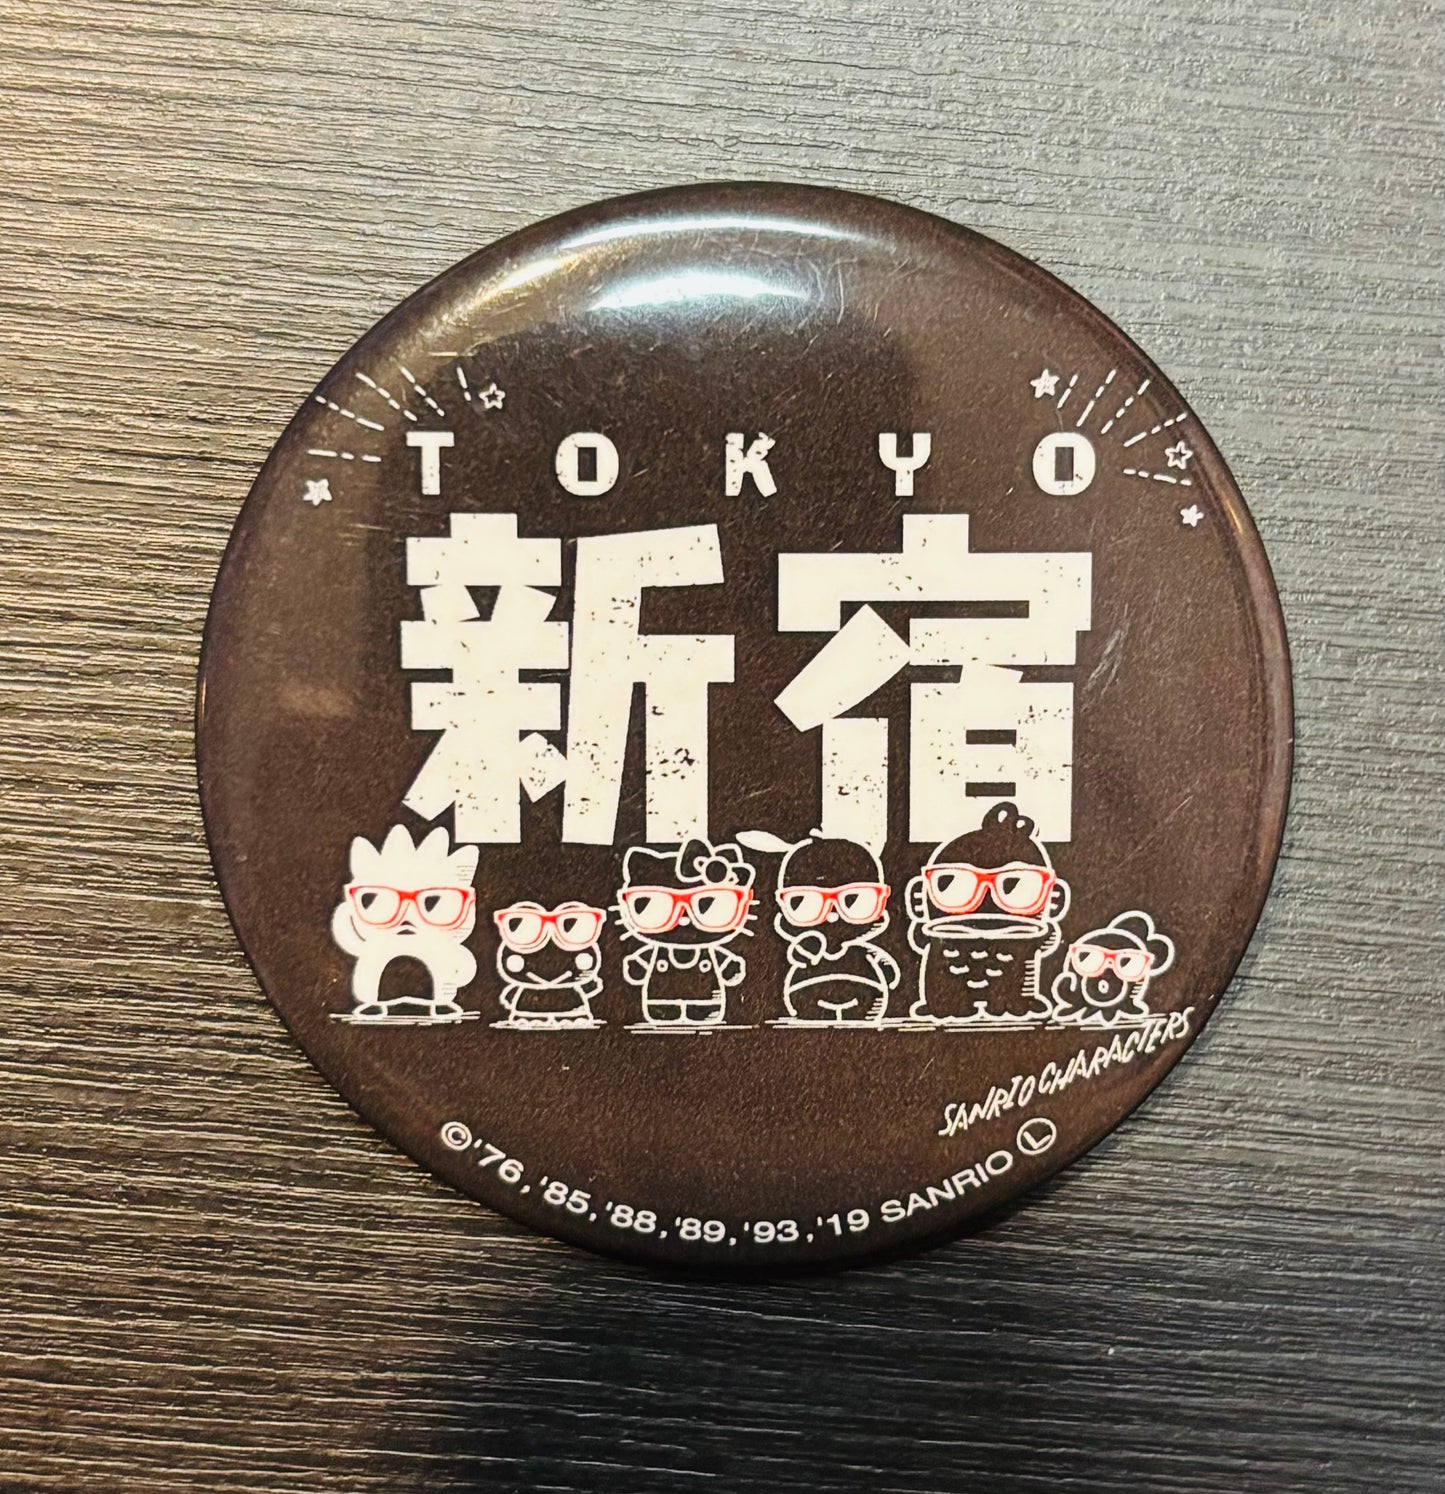 TOKYO
新宿
SANRIO CHARACTERS
©'76,'85,'88,'89,'93,'19 SANRIO Ⓛ